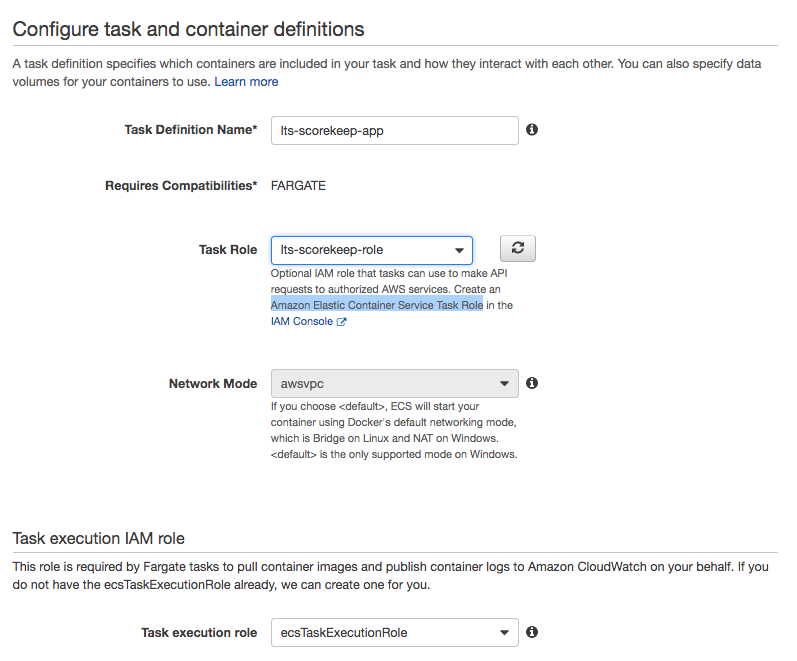 Configure task and container definitions
A task definition specifies which containers are included in your task and how they interact with each other. You can also specify data
volumes for your containers to use. Learn more
Task Definition Name* lts-scorekeep-app
Requires Compatibilities* FARGATE
Task Role lts-scorekeep-role
Optional IAM role that tasks can use to make API
requests to authorized AWS services. Create an
Amazon Elastic Container Service Task Role in the
IAM Console
Network Mode awsvpc
If you choose <default>, ECS will start your
container using Docker's default networking mode,
which is Bridge on Linux and NAT on Windows.
<default> is the only supported mode on Windows.
Task execution IAM role
This role is required by Fargate tasks to pull container images and publish container logs to Amazon CloudWatch on your behalf. If you
do not have the ecsTaskExecutionRole already, we can create one for you.
Task execution role ecsTaskExecutionRole